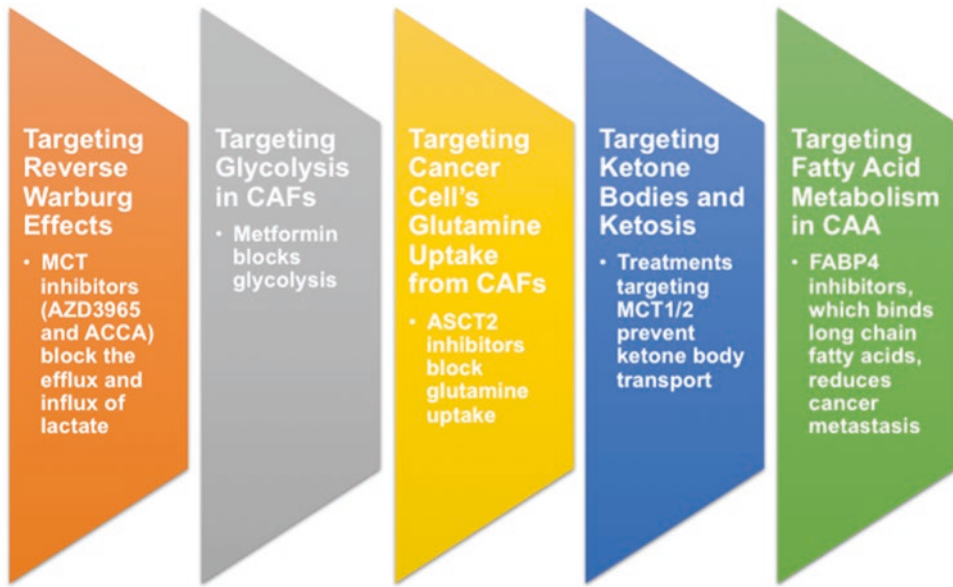 Targeting
Reverse
Warburg
Effects
• MCT
inhibitors
(AZD3965
and ACCA)
block the
efflux and
influx of
lactate
Targeting
Glycolysis
in CAFs
• Metformin
blocks
glycolysis
Targeting
Cancer
Cell's
Glutamine
Uptake
from CAFs
• ASCT2
inhibitors
block
glutamine
uptake
Targeting
Ketone
Bodies and
Ketosis
• Treatments
targeting
MCT1/2
prevent
ketone body
transport
Targeting
Fatty Acid
Metabolism
in CAA
• FABP4
inhibitors,
which binds
long chain
fatty acids,
reduces
cancer
metastasis